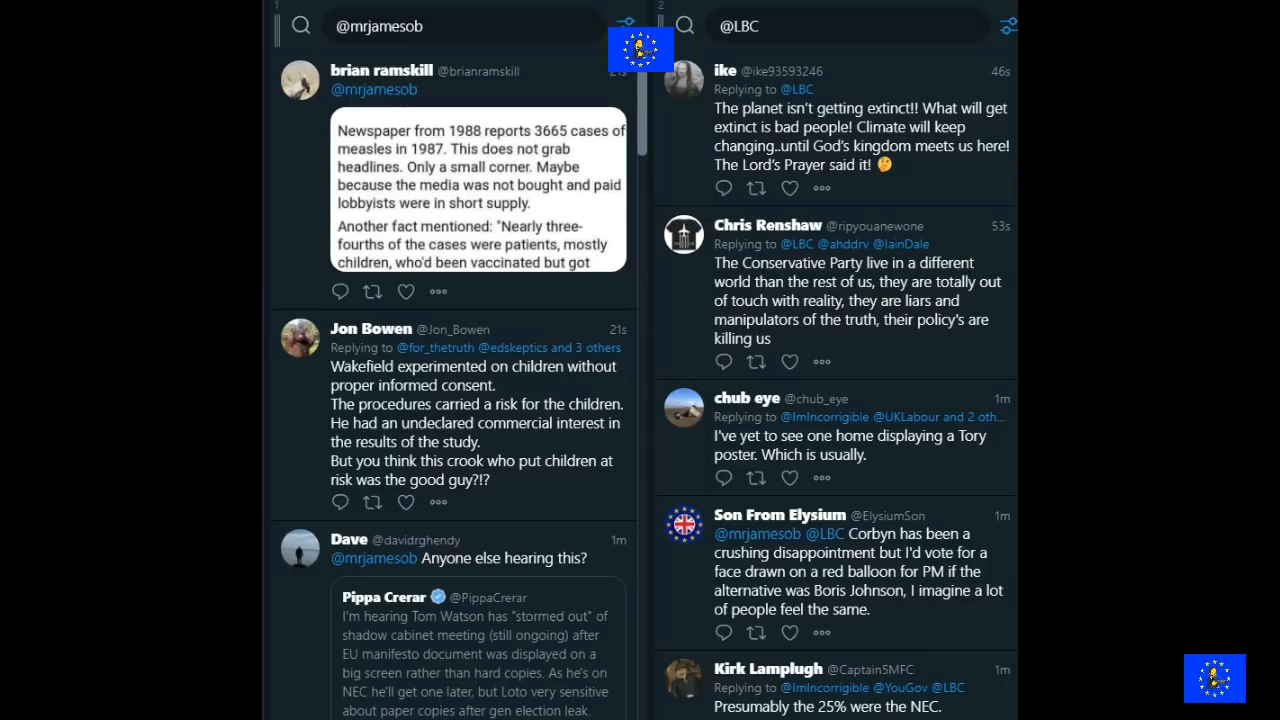 1
@mrjamesob
brian ramskill @brianramskill 21s
@mrjamesob
Newspaper from 1988 reports 3665 cases of
measles in 1987. This does not grab
headlines. Only a small corner. Maybe
because the media was not bought and paid
lobbyists were in short supply.
Another fact mentioned: "Nearly three-
fourths of the cases were patients, mostly
children, who'd been vaccinated but got
Jon Bowen @Jon_Bowen 21s
Replying to @for_thetruth @edskeptics and 3 others
Wakefield experimented on children without
proper informed consent.
The procedures carried a risk for the children.
He had an undeclared commercial interest in
the results of the study.
But you think this crook who put children at
risk was the good guy?!?
Dave @davidrghendy 1m
@mrjamesob Anyone else hearing this?
Pippa Crerar @PippaCrerar
I'm hearing Tom Watson has "stormed out" of
shadow cabinet meeting (still ongoing) after
EU manifesto document was displayed on a
big screen rather than hard copies. As he's on
NEC he'll get one later, but Loto very sensitive
about paper copies after gen election leak.
2
@LBC
ike @ike93593246 46s
Replying to @LBC
The planet isn't getting extinct!! What will get
extinct is bad people! Climate will keep
changing..until God's kingdom meets us here!
The Lord's Prayer said it! 🤔
Chris Renshaw @ripyouanewone 53s
Replying to @LBC @ahddrv @IainDale
The Conservative Party live in a different
world than the rest of us, they are totally out
of touch with reality, they are liars and
manipulators of the truth, their policy's are
killing us
chub eye @chub_eye 1m
Replying to @ImIncorrigible @UKLabour and 2 oth...
I've yet to see one home displaying a Tory
poster. Which is usually.
Son From Elysium @ElysiumSon 1m
@mrjamesob @LBC Corbyn has been a
crushing disappointment but I'd vote for a
face drawn on a red balloon for PM if the
alternative was Boris Johnson, I imagine a lot
of people feel the same.
Kirk Lamplugh @Captain5MFC 1m
Replying to @ImIncorrigible @YouGov @LBC
Presumably the 25% were the NEC.